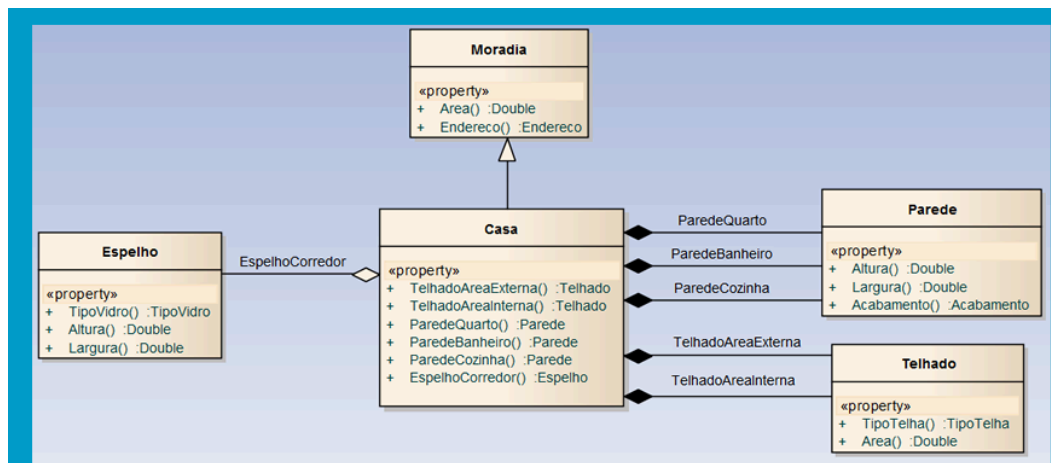 Moradia
«property»
+ Area() :Double
+ Endereco() :Endereco
Espelho
«property»
+ TipoVidro() :TipoVidro
+ Altura() :Double
+ Largura() :Double
EspelhoCorredor
Casa
«property»
+ TelhadoAreaExterna() :Telhado
+ TelhadoAreaInterna() :Telhado
+ ParedeQuarto() :Parede
+ ParedeBanheiro() :Parede
+ ParedeCozinha() :Parede
+ EspelhoCorredor() :Espelho
ParedeQuarto
ParedeBanheiro
ParedeCozinha
Parede
«property»
+ Altura() :Double
+ Largura() :Double
+ Acabamento() :Acabamento
TelhadoAreaExterna
TelhadoAreaInterna
Telhado
«property»
+ TipoTelha() :TipoTelha
+ Area() :Double